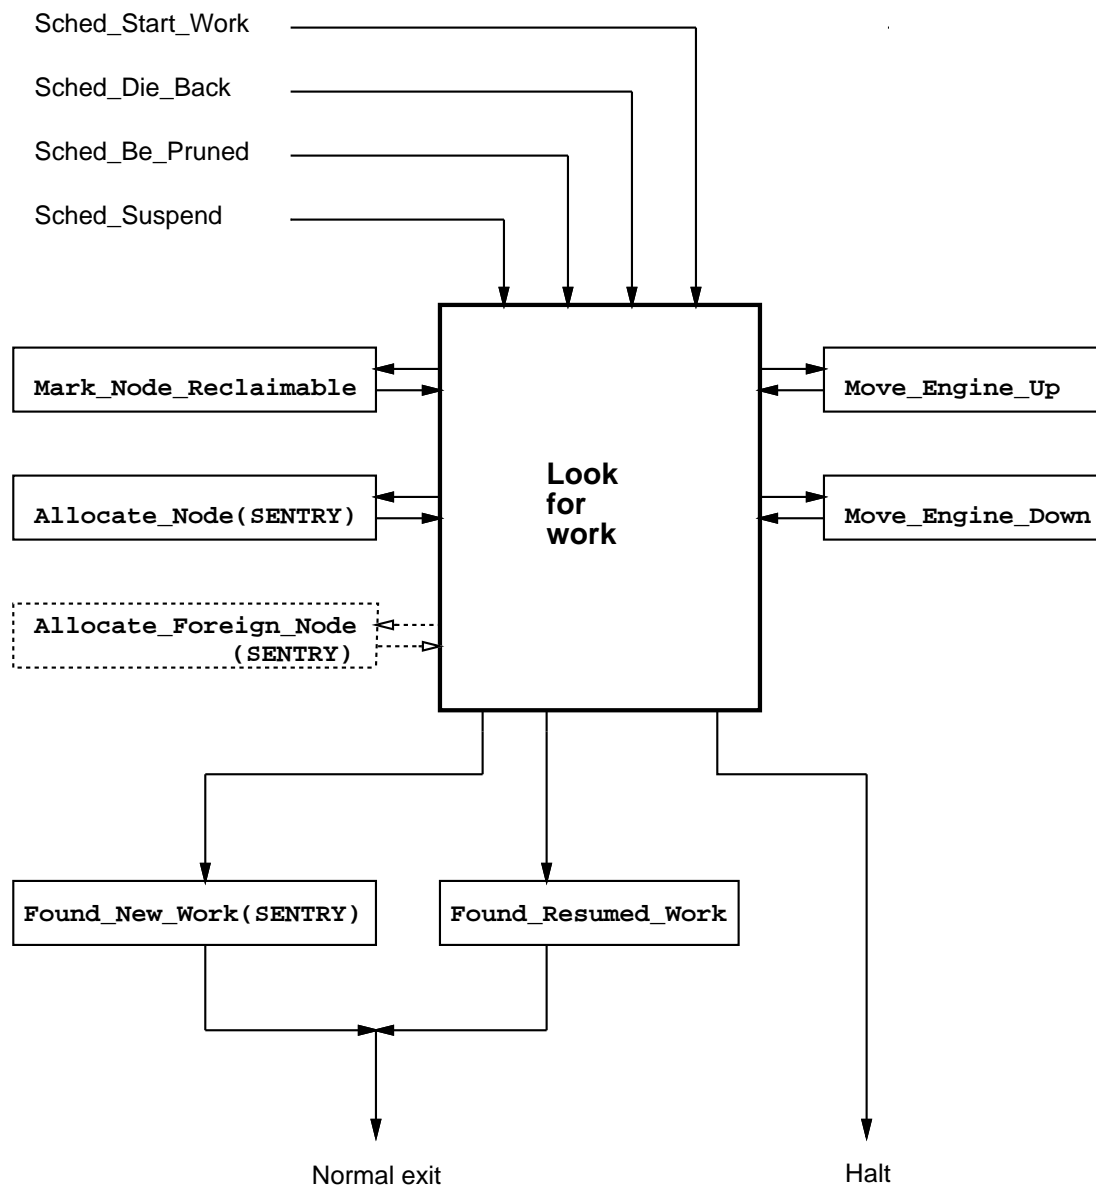 Sched_Start_Work
Sched_Die_Back
Sched_Be_Pruned
Sched_Suspend
Mark_Node_Reclaimable
Move_Engine_Up
Look
for
work
Allocate_Node(SENTRY)
Move_Engine_Down
Allocate_Foreign_Node
(SENTRY)
Found_New_Work(SENTRY)
Found_Resumed_Work
Normal exit
Halt